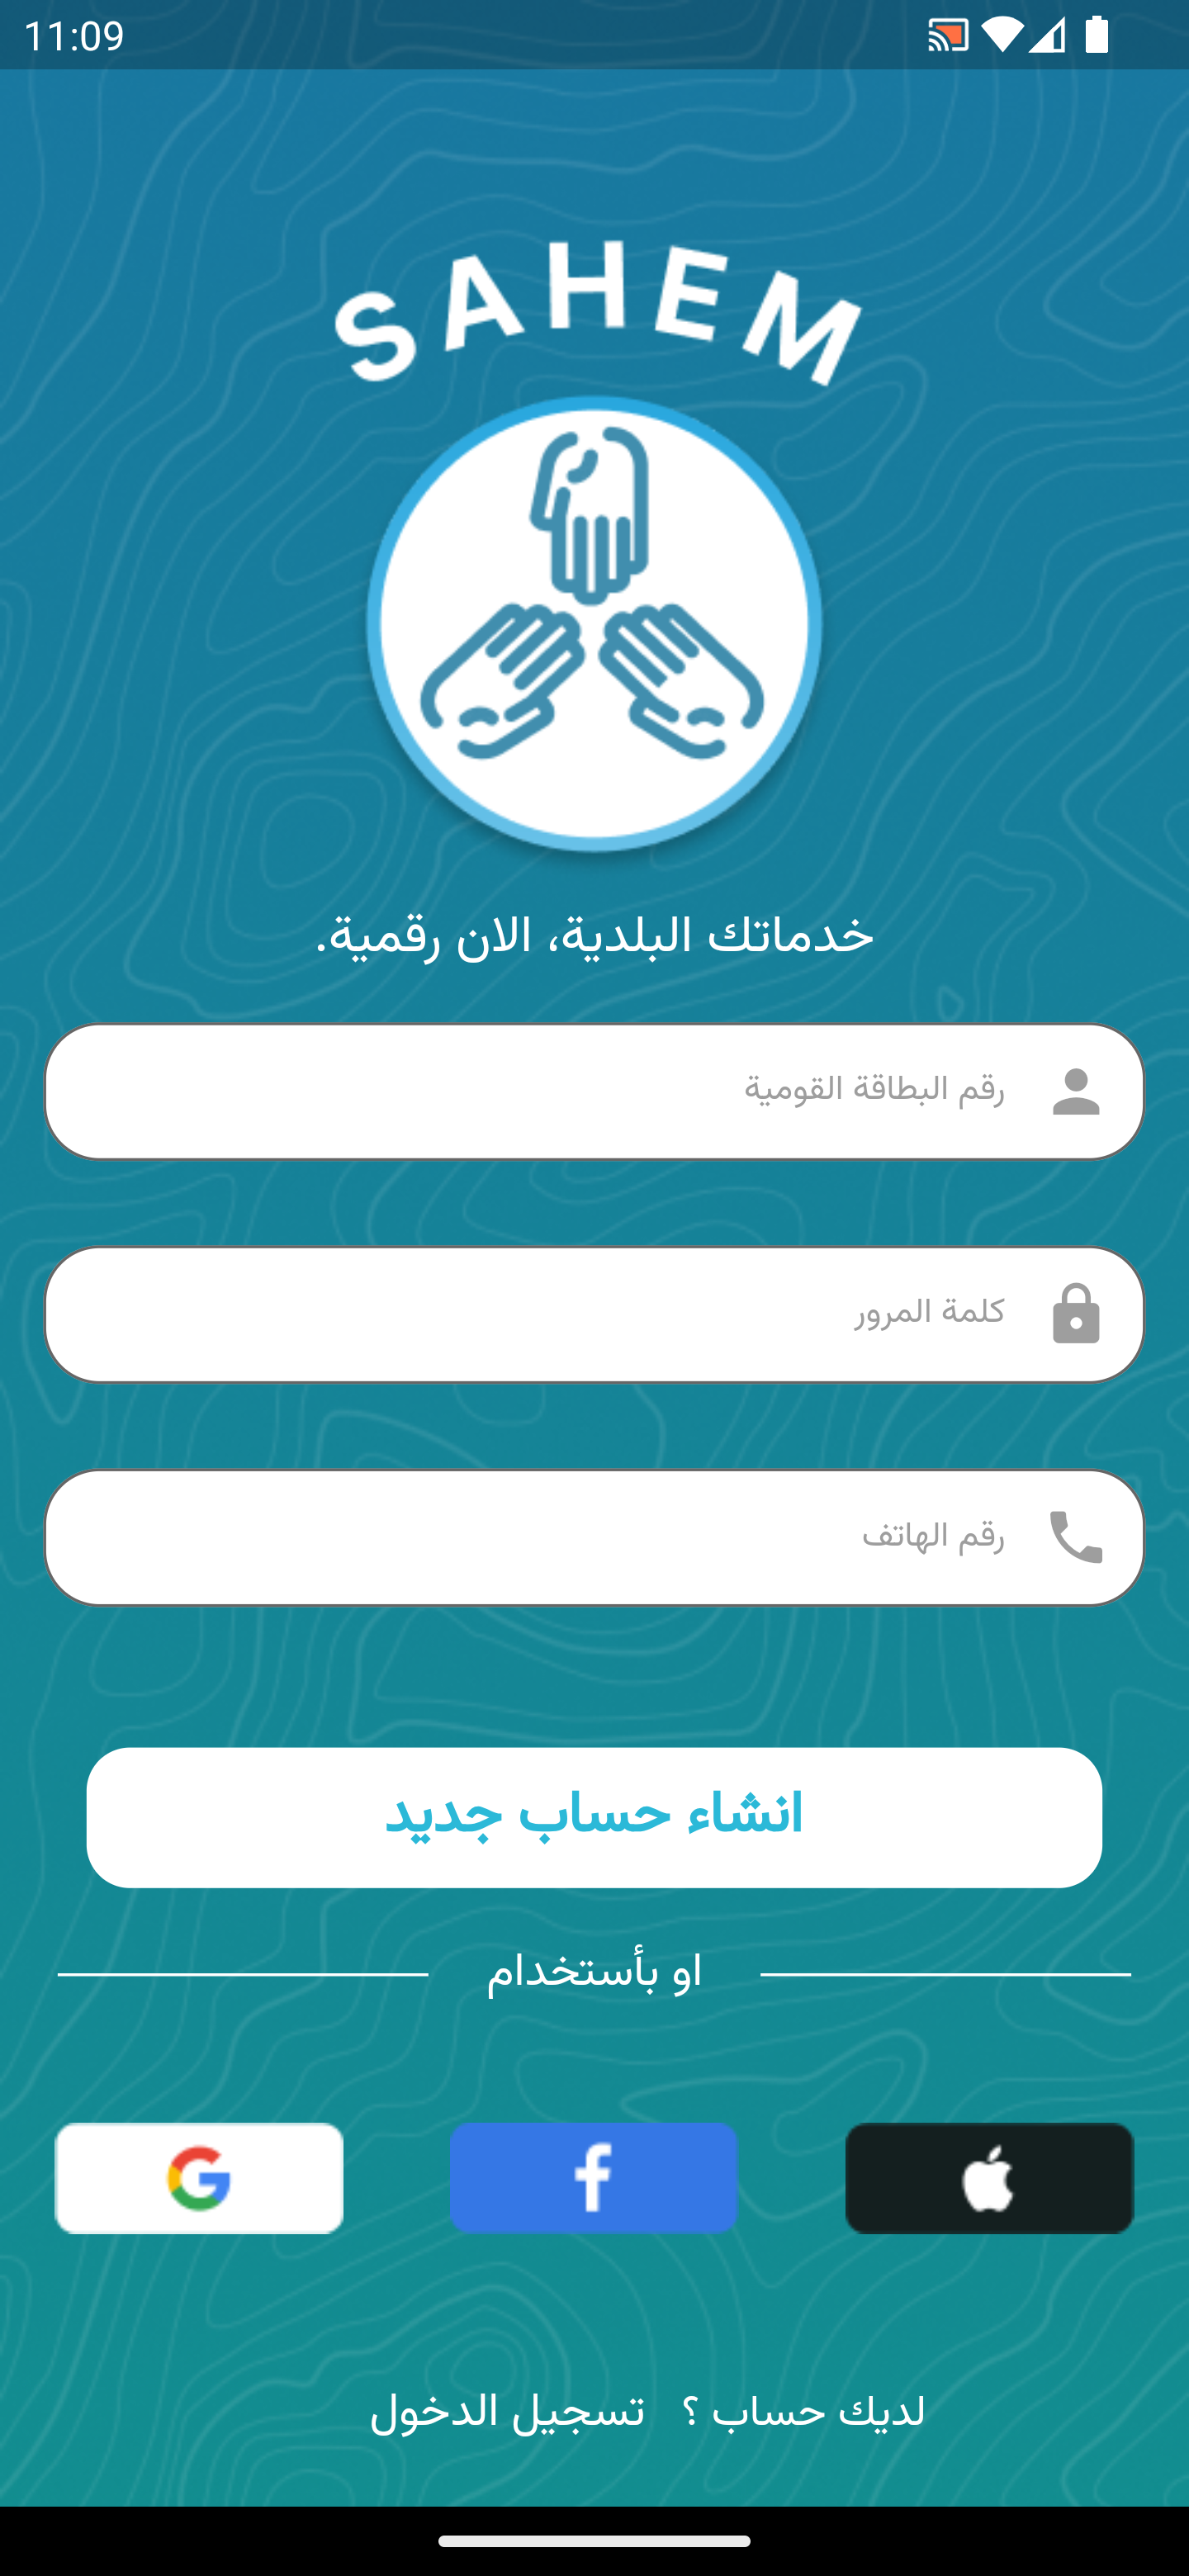 11:09
SAHEM
خدماتك البلدية، الان رقمية.
رقم البطاقة القومية
كلمة المرور
رقم الهاتف
انشاء حساب جديد
او بأستخدام
لديك حساب ؟ تسجيل الدخول